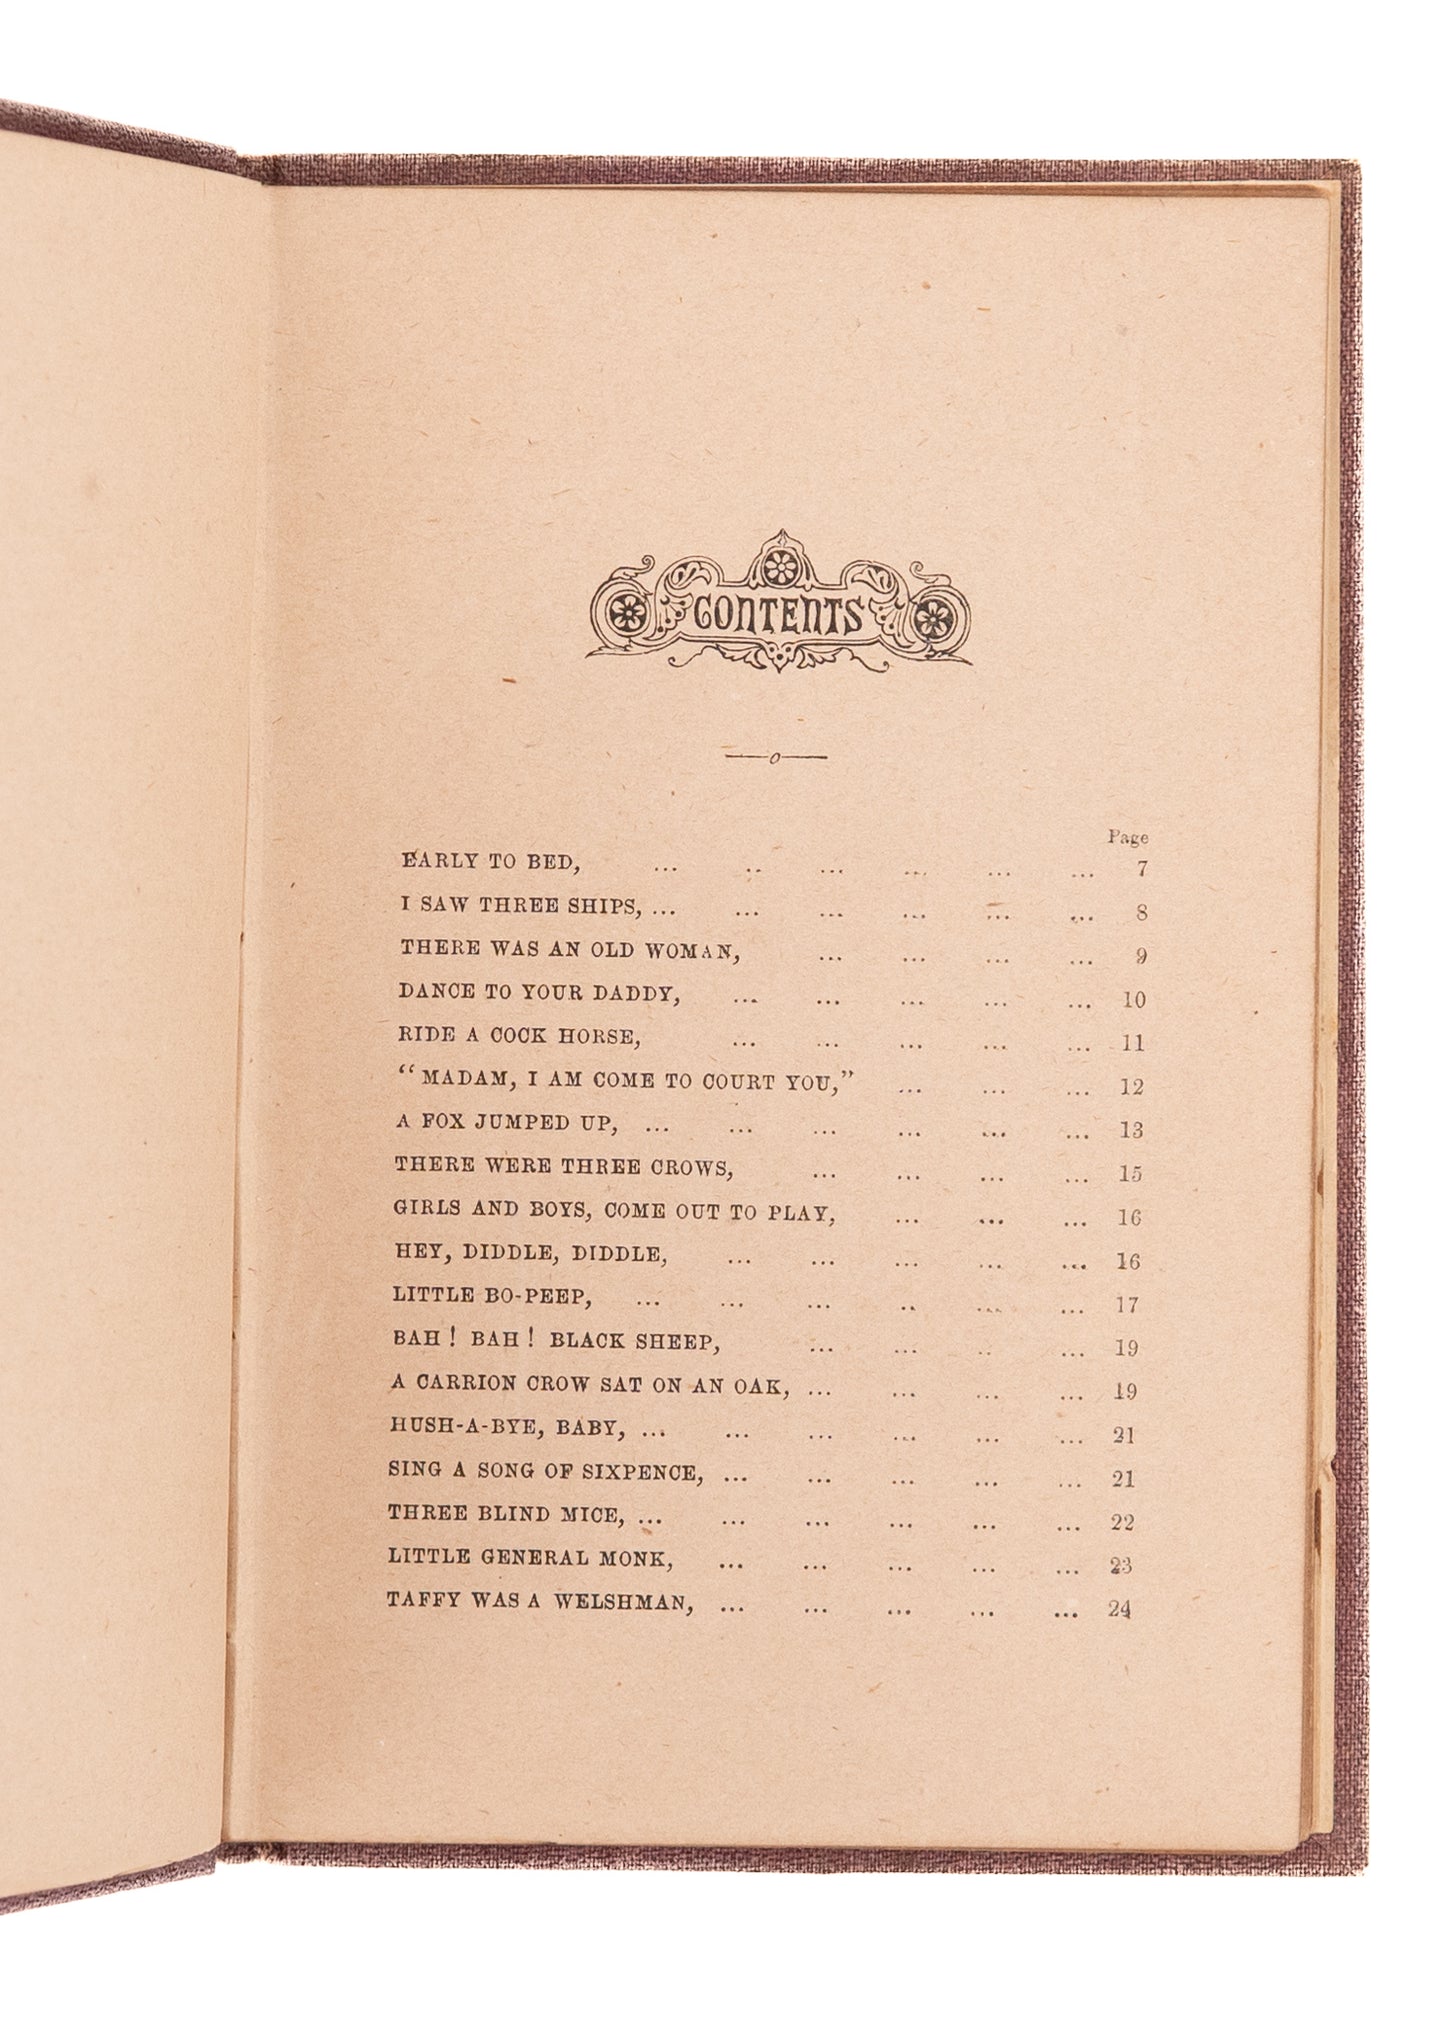 CONTENTS
Page
EARLY TO BED, ... .. ... ... ... ... 7
I SAW THREE SHIPS, ... ... ... ... ... ... 8
THERE WAS AN OLD WOMAN, ... ... ... ... 9
DANCE TO YOUR DADDY, ... ... ... ... ... 10
RIDE A COCK HORSE, ... ... ... ... ... 11
"MADAM, I AM COME TO COURT YOU," ... ... ... 12
A FOX JUMPED UP, ... ... ... ... ... ... 13
THERE WERE THREE CROWS, ... ... ... ... 15
GIRLS AND BOYS, COME OUT TO PLAY, ... ... ... 16
HEY, DIDDLE, DIDDLE, ... ... ... ... ... 16
LITTLE BO-PEEP, ... ... ... .. ... ... 17
BAH! BAH! BLACK SHEEP, ... ... .. ... 19
A CARRION CROW SAT ON AN OAK, ... ... ... ... 19
HUSH-A-BYE, BABY, ... ... ... ... ... ... 21
SING A SONG OF SIXPENCE, ... ... ... ... ... 21
THREE BLIND MICE, ... ... ... ... ... ... 22
LITTLE GENERAL MONK, ... ... ... ... ... 23
TAFFY WAS A WELSHMAN, ... ... ... ... ... 24